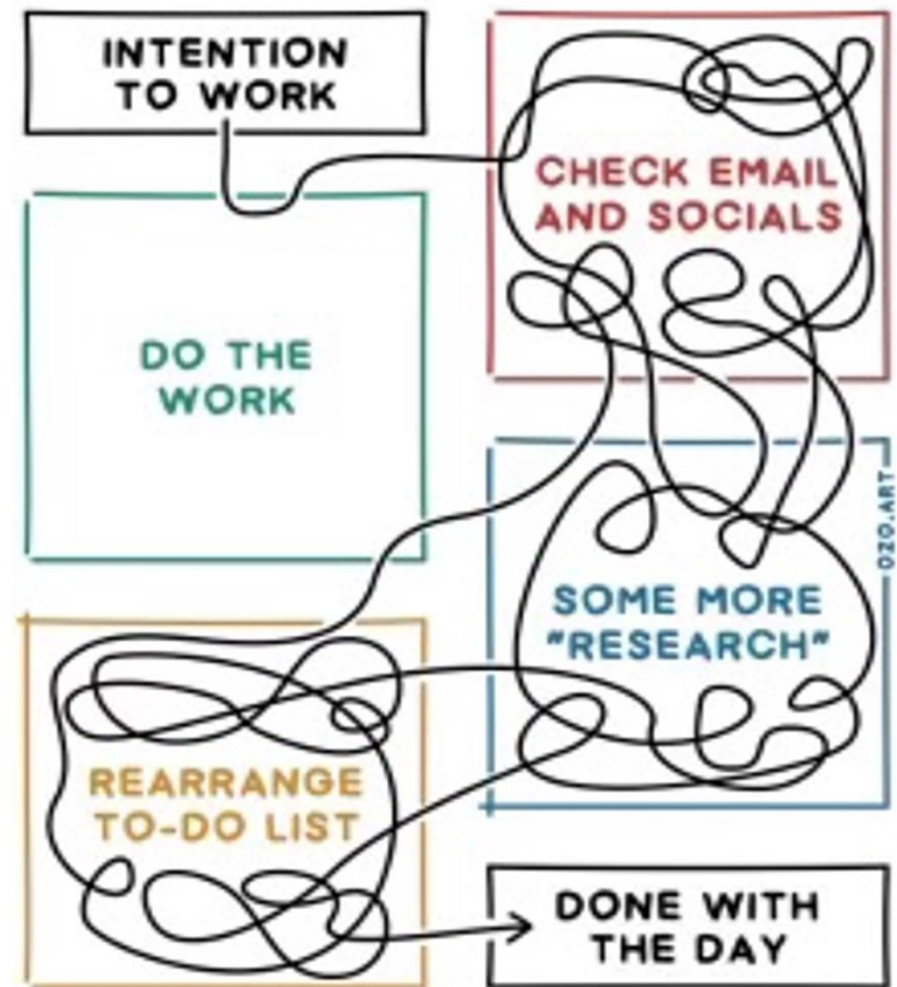 INTENTION
TO WORK
CHECK EMAIL
AND SOCIALS
DO THE
WORK
OZO.ART
SOME MORE
"RESEARCH"
REARRANGE
TO-DO LIST
DONE WITH
THE DAY